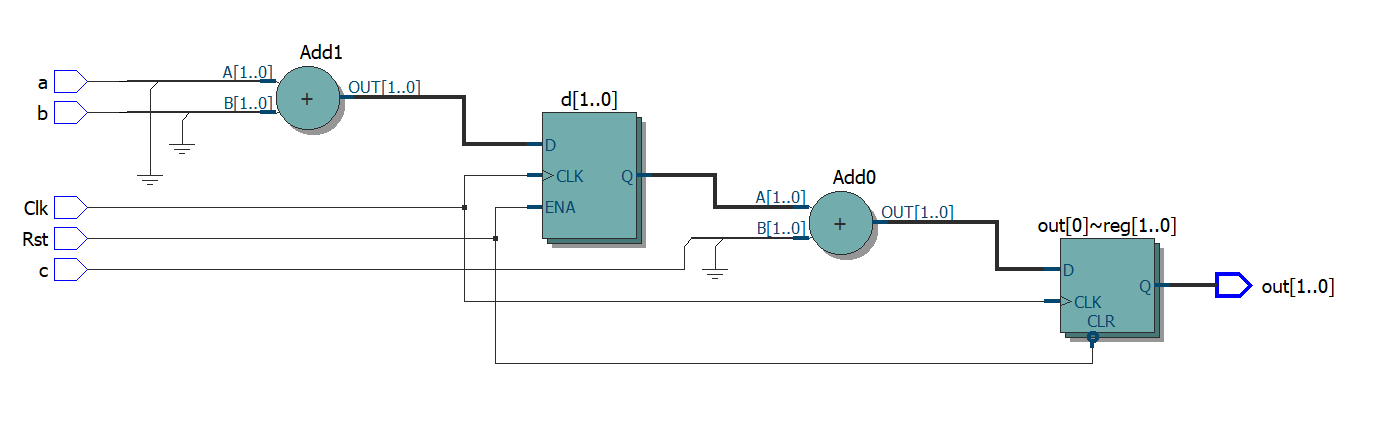 Add1
a
A[1..0]
b
B[1..0]
+
OUT[1..0]
d[1..0]
D
CLK
Q
ENA
Clk
Rst
c
Add0
A[1..0]
B[1..0]
+
OUT[1..0]
out[0]~reg[1..0]
D
CLK
Q
CLR
out[1..0]